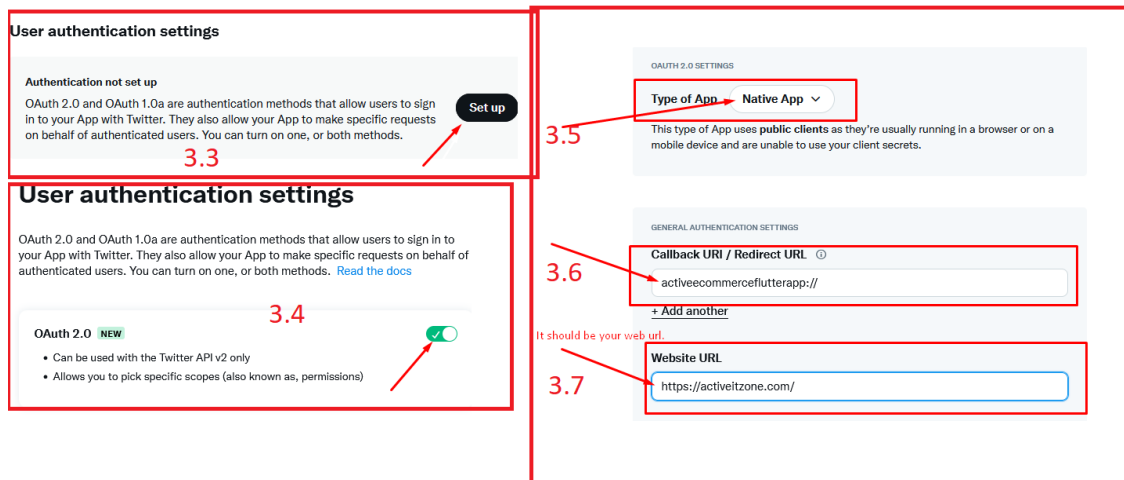 User authentication settings
Authentication not set up
OAuth 2.0 and OAuth 1.0a are authentication methods that allow users to sign
in to your App with Twitter. They also allow your App to make specific requests
on behalf of authenticated users. You can turn on one, or both methods.
Set up
3.3
User authentication settings
OAuth 2.0 and OAuth 1.0a are authentication methods that allow users to sign in to
your App with Twitter. They also allow your App to make specific requests on behalf of
authenticated users. You can turn on one, or both methods. Read the docs
3.4
OAuth 2.0 NEW
• Can be used with the Twitter API v2 only
• Allows you to pick specific scopes (also known as, permissions)
OAUTH 2.0 SETTINGS
Type of App Native App
3.5
This type of App uses public clients as they're usually running in a browser or on a
mobile device and are unable to use your client secrets.
GENERAL AUTHENTICATION SETTINGS
Callback URI / Redirect URL
3.6
activeecommerceflutterapp://
+ Add another
It should be your web url.
Website URL
3.7
https://activeitzone.com/